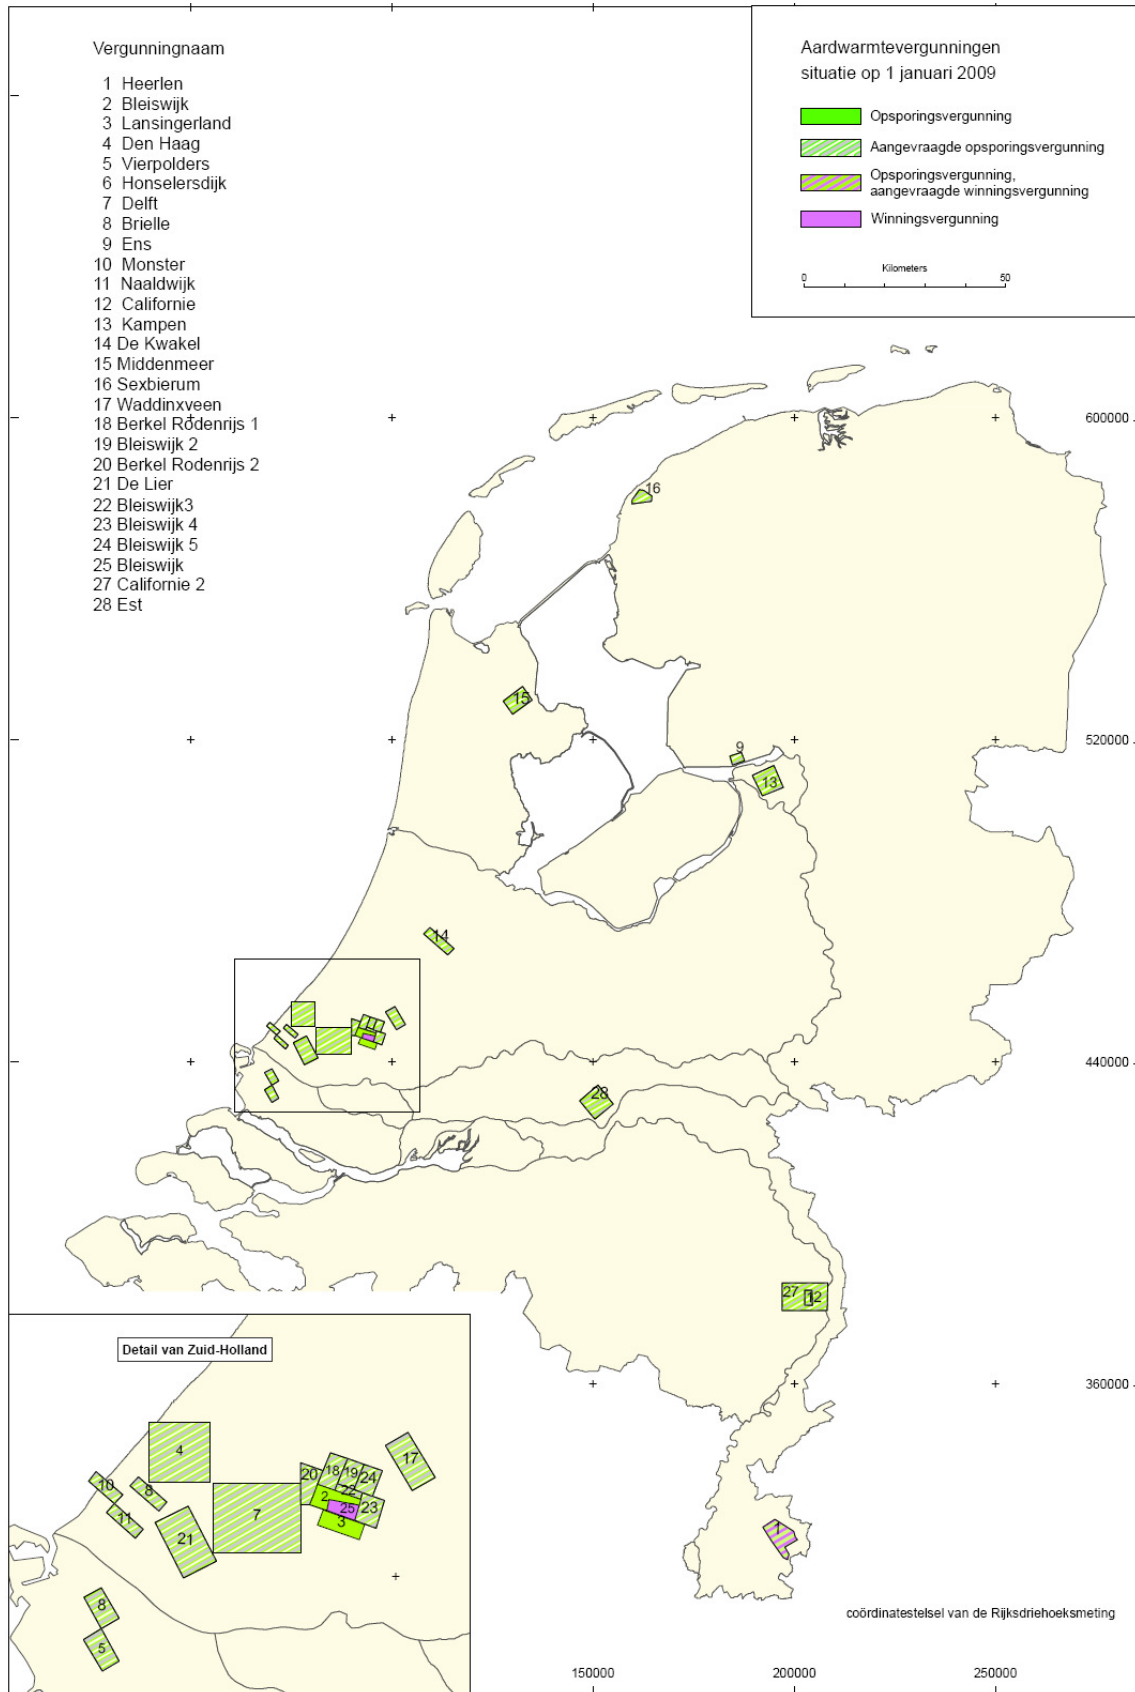 Vergunningnaam
1 Heerlen
2 Bleiswijk
3 Lansingerland
4 Den Haag
5 Vierpolders
6 Honselersdijk
7 Delft
8 Brielle
9 Ens
10 Monster
11 Naaldwijk
12 Californie
13 Kampen
14 De Kwakel
15 Middenmeer
16 Sexbierum
17 Waddinxveen
18 Berkel Rodenrijs 1
19 Bleiswijk 2
20 Berkel Rodenrijs 2
21 De Lier
22 Bleiswijk3
23 Bleiswijk 4
24 Bleiswijk 5
25 Bleiswijk
27 Californie 2
28 Est
Aardwarmtevergunningen
situatie op 1 januari 2009
Opsporingsvergunning
Aangevraagde opsporingsvergunning
Opsporingsvergunning,
aangevraagde winningsvergunning
Winningsvergunning
Kilometers
0 50
600000
16
15
520000
9
13
14
440000
28
27 12
360000
1
Detail van Zuid-Holland
4
17
18 19 24
20
10 8
22
2 25 23
7
11
3
21
8
5
coördinatestelsel van de Rijksdriehoeksmeting
150000 200000 250000